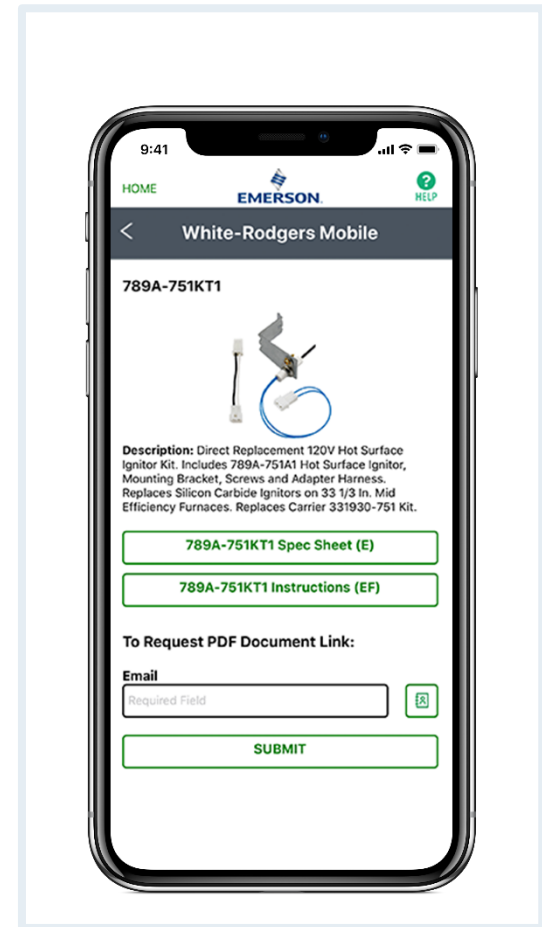 9:41
HOME
EMERSON.
?
HELP
< White-Rodgers Mobile
789A-751KT1
Description: Direct Replacement 120V Hot Surface
Ignitor Kit. Includes 789A-751A1 Hot Surface Ignitor,
Mounting Bracket, Screws and Adapter Harness.
Replaces Silicon Carbide Ignitors on 33 1/3 In. Mid
Efficiency Furnaces. Replaces Carrier 331930-751 Kit.
789A-751KT1 Spec Sheet (E)
789A-751KT1 Instructions (EF)
To Request PDF Document Link:
Email
Required Field
SUBMIT